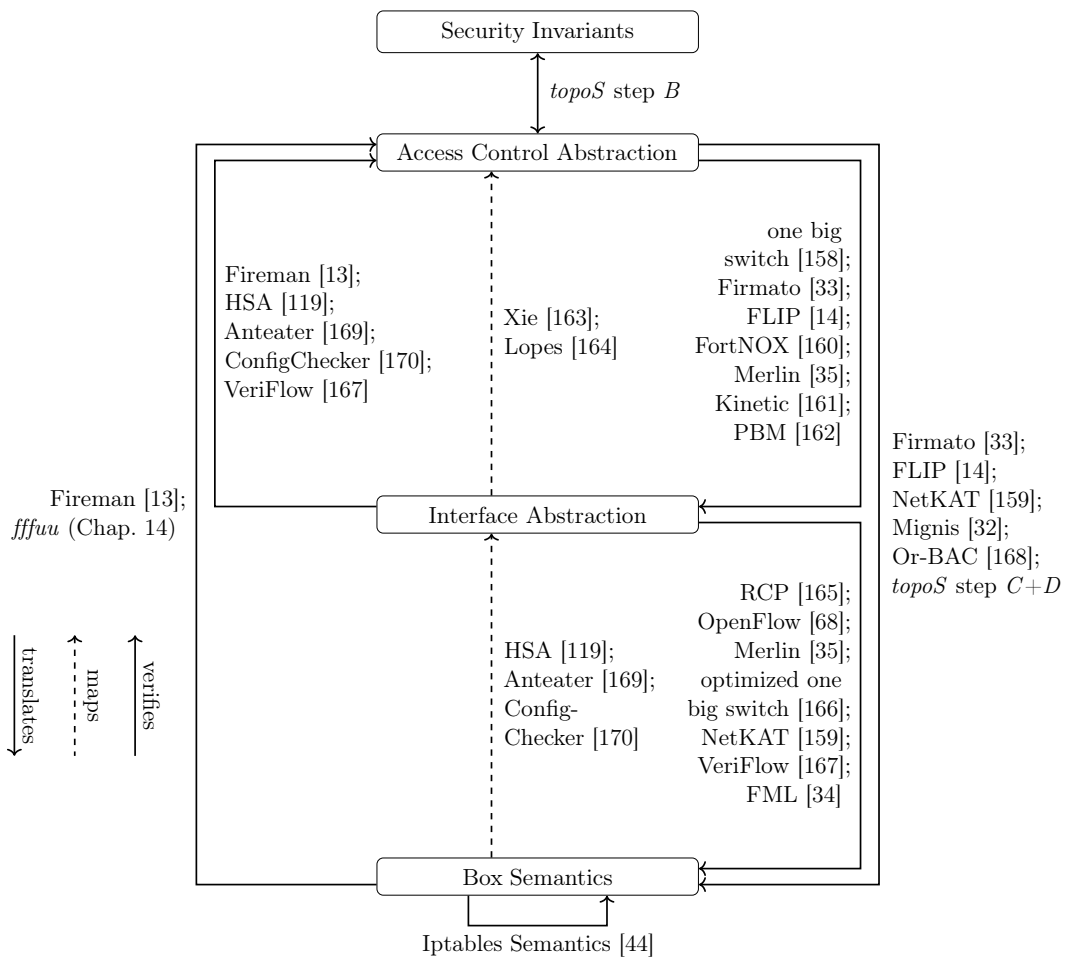 Security Invariants
topoS step B
Access Control Abstraction
Fireman [13];
HSA [119];
Anteater [169];
ConfigChecker [170];
VeriFlow [167]
Xie [163];
Lopes [164]
one big
switch [158];
Firmato [33];
FLIP [14];
FortNOX [160];
Merlin [35];
Kinetic [161];
PBM [162]
Firmato [33];
FLIP [14];
NetKAT [159];
Mignis [32];
Or-BAC [168];
topoS step C+D
Fireman [13];
fffuu (Chap. 14)
Interface Abstraction
translates
maps
verifies
HSA [119];
Anteater [169];
Config-
Checker [170]
RCP [165];
OpenFlow [68];
Merlin [35];
optimized one
big switch [166];
NetKAT [159];
VeriFlow [167];
FML [34]
Box Semantics
Iptables Semantics [44]